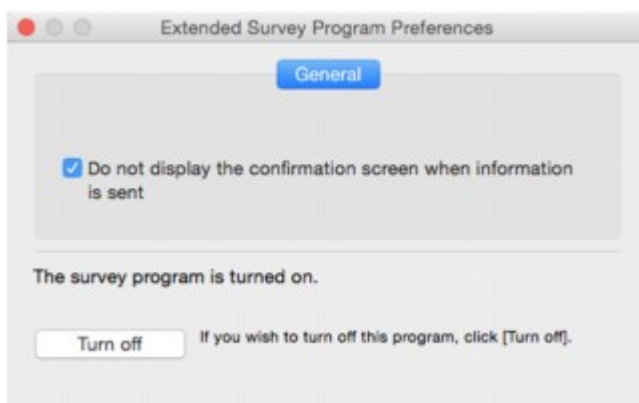 Extended Survey Program Preferences
General
Do not display the confirmation screen when information
is sent
The survey program is turned on.
Turn off
If you wish to turn off this program, click [Turn off].